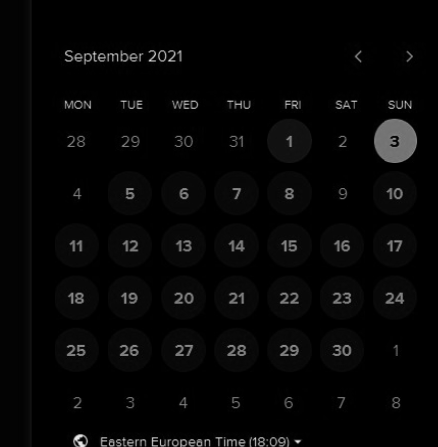 September 2021
MON TUE WED THU FRI SAT SUN
28 29 30 31 1 2 3
4 5 6 7 8 9 10
11 12 13 14 15 16 17
18 19 20 21 22 23 24
25 26 27 28 29 30 1
2 3 4 5 6 7 8
Eastern European Time (18:09)